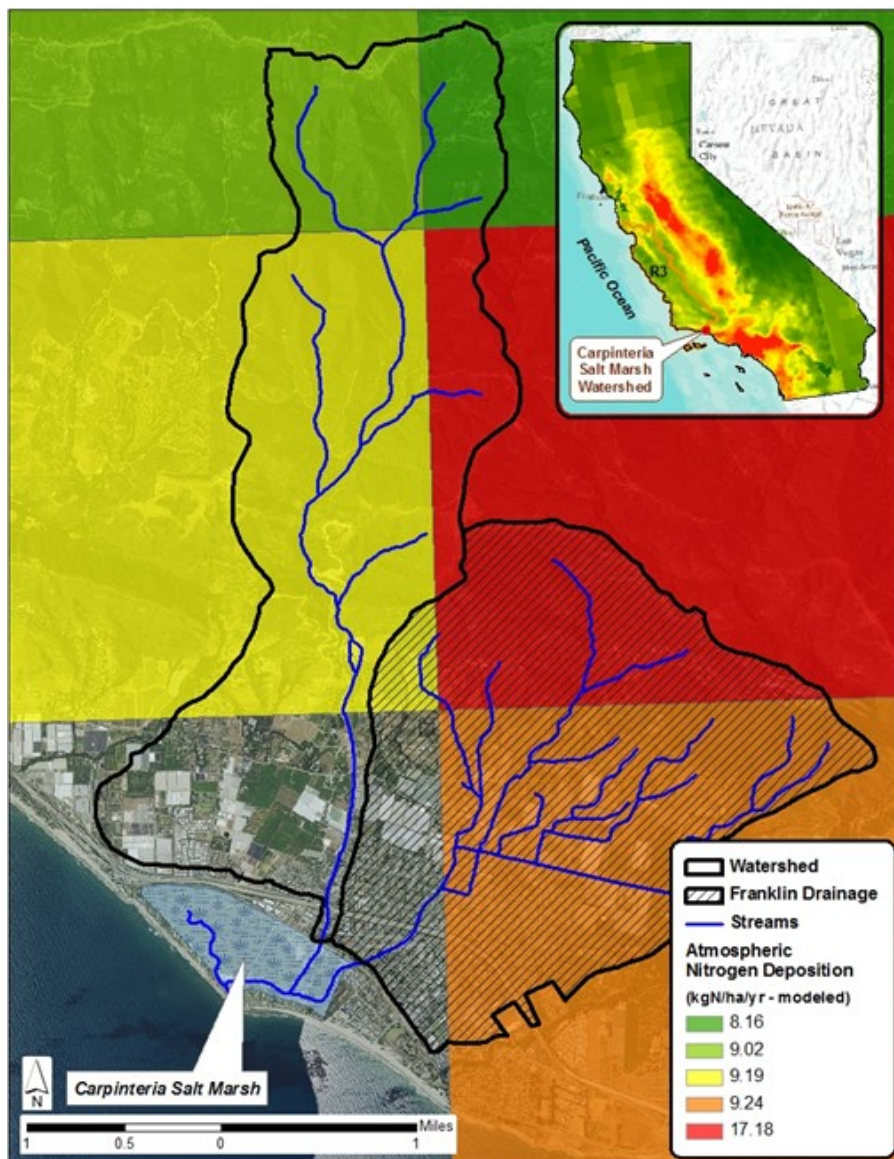 GREAT
NEVADA
BASIN
Carson
City
Las
Vegas
Pacific Ocean
R3
Carpinteria
Salt Marsh
Watershed
Watershed
Franklin Drainage
Streams
Atmospheric
Nitrogen Deposition
(kgN/ha/yr - modeled)
8.16
9.02
9.19
9.24
17.18
Carpinteria Salt Marsh
N
Miles
1 0.5 0 1